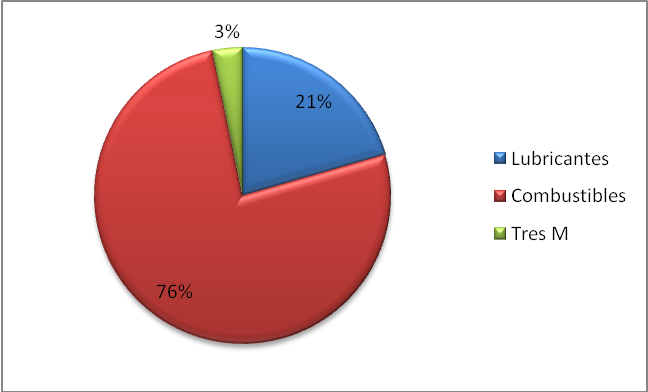 3%
21%
76%
Lubricantes
Combustibles
Tres M